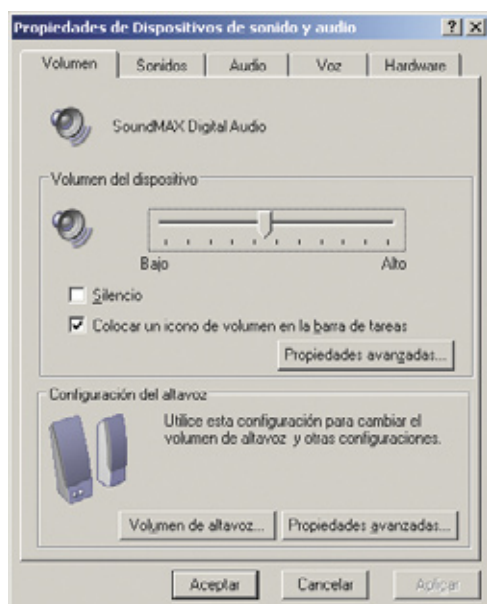 Propiedades de Dispositivos de sonido y audio
Volumen Sonidos Audio Voz Hardware
SoundMAX Digital Audio
Volumen del dispositivo
Bajo Alto
Silencio
Colocar un icono de volumen en la barra de tareas
Propiedades avanzadas...
Configuración del altavoz
Utilice esta configuración para cambiar el
volumen de altavoz y otras configuraciones.
Volumen de altavoz... Propiedades avanzadas...
Aceptar Cancelar Aplicar